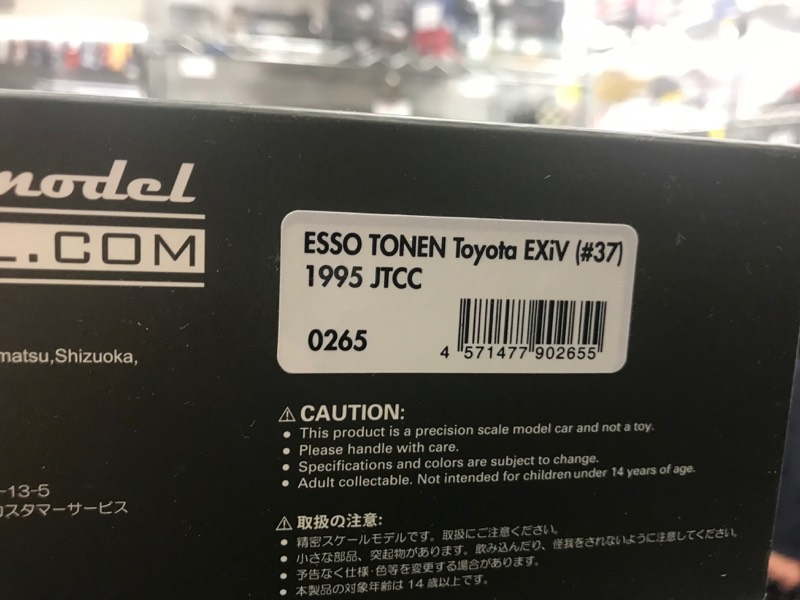 model
L.COM
matsu,Shizuoka,
-13-5
カスタマーサービス
ESSO TONEN Toyota EXiV (#37)
1995 JTCC
0265
4 571477 902655
⚠ CAUTION:
• This product is a precision scale model car and not a toy.
• Please handle with care.
• Specifications and colors are subject to change.
• Adult collectable. Not intended for children under 14 years of age.
⚠ 取扱の注意:
• 精密スケールモデルです。取扱にご注意ください。
• 小さな部品、突起物があります。飲み込んだり、怪我をされないように注意してください。
• 予告なく仕様・色等を変更する場合があります。
• 本製品の対象年齢は14歳以上です。